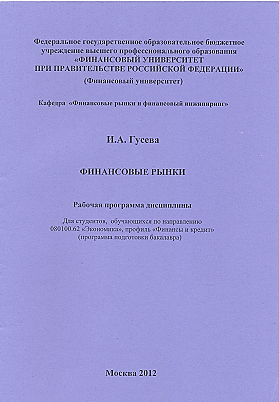 Федеральное государственное образовательное бюджетное
учреждение высшего профессионального образования
«ФИНАНСОВЫЙ УНИВЕРСИТЕТ
ПРИ ПРАВИТЕЛЬСТВЕ РОССИЙСКОЙ ФЕДЕРАЦИИ»
(Финансовый университет)
Кафедра «Финансовые рынки и финансовый инжиниринг»
И.А. Гусева
ФИНАНСОВЫЕ РЫНКИ
Рабочая программа дисциплины
Для студентов, обучающихся по направлению
080100.62 «Экономика», профиль «Финансы и кредит»
(программа подготовки бакалавра)
Москва 2012